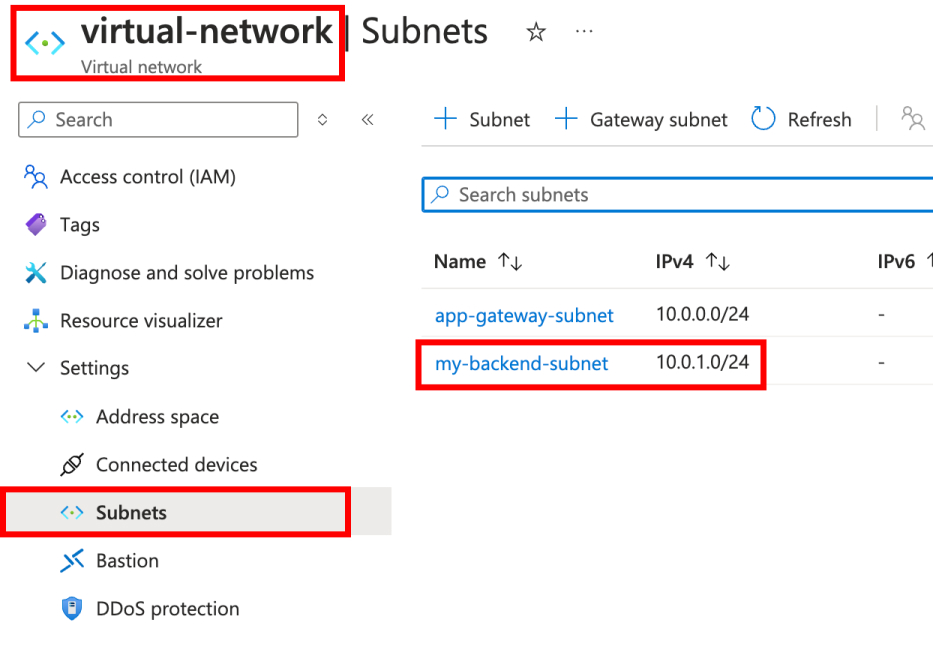 virtual-network | Subnets
Virtual network
Search
Access control (IAM)
Tags
Diagnose and solve problems
Resource visualizer
Settings
Address space
Connected devices
Subnets
Bastion
DDoS protection
Subnet Gateway subnet Refresh
Search subnets
Name IPv4 IPv6
app-gateway-subnet 10.0.0.0/24 -
my-backend-subnet 10.0.1.0/24 -